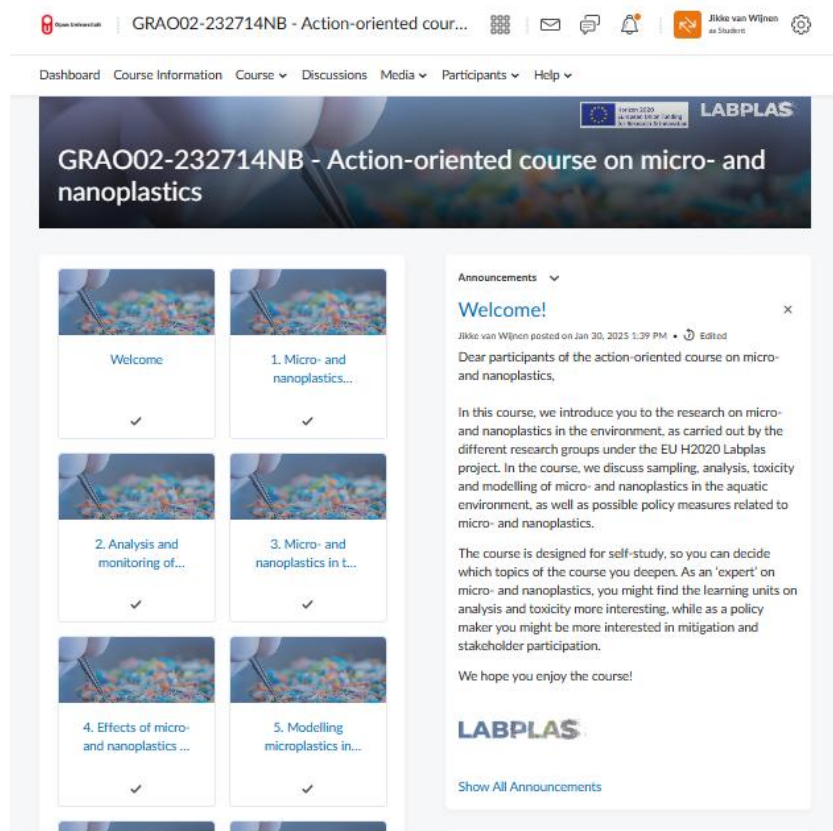 Open Universiteit
GRAO02-232714NB - Action-oriented cour...
Jikke van Wijnen
as Student
Dashboard Course Information Course Discussions Media Participants Help
Horizon 2020
European Union Funding
for Research & Innovation
LABPLAS
GRAO02-232714NB - Action-oriented course on micro- and
nanoplastics
Welcome
1. Micro- and
nanoplastics...
2. Analysis and
monitoring of...
3. Micro- and
nanoplastics in t...
4. Effects of micro-
and nanoplastics ...
5. Modelling
microplastics in...
Announcements
Welcome!
Jikke van Wijnen posted on Jan 30, 2025 1:39 PM • Edited
Dear participants of the action-oriented course on micro-
and nanoplastics,
In this course, we introduce you to the research on micro-
and nanoplastics in the environment, as carried out by the
different research groups under the EU H2020 Labplas
project. In the course, we discuss sampling, analysis, toxicity
and modelling of micro- and nanoplastics in the aquatic
environment, as well as possible policy measures related to
micro- and nanoplastics.
The course is designed for self-study, so you can decide
which topics of the course you deepen. As an 'expert' on
micro- and nanoplastics, you might find the learning units on
analysis and toxicity more interesting, while as a policy
maker you might be more interested in mitigation and
stakeholder participation.
We hope you enjoy the course!
LABPLAS
Show All Announcements